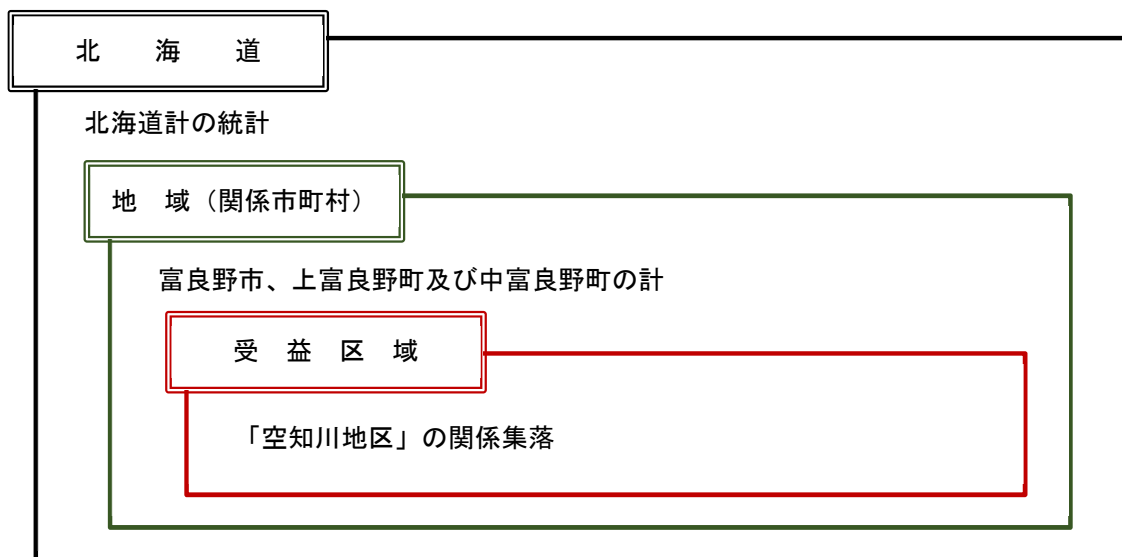 北　海　道
北海道計の統計
地　域（関係市町村）
富良野市、上富良野町及び中富良野町の計
受　益　区　域
「空知川地区」の関係集落